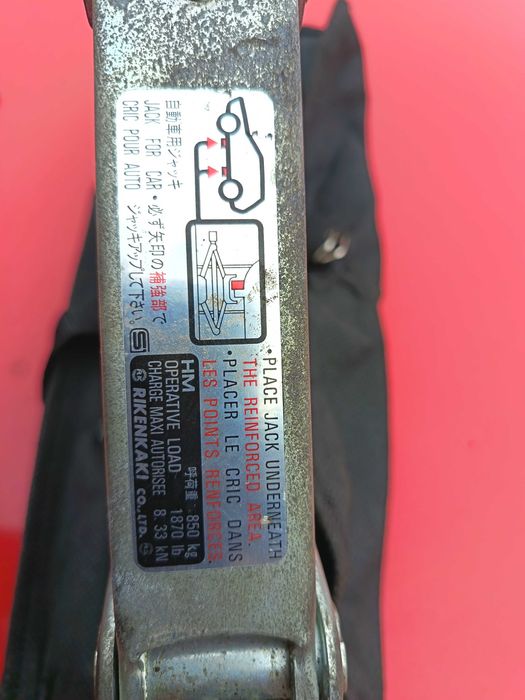 自動車用ジャッキ
JACK FOR CAR
CRIC POUR AUTO
・必ず矢印の補強部で
ジャッキアップして下さい。
・PLACE JACK UNDERNEATH
THE REINFORCED AREA.
・PLACER LE CRIC DANS
LES POINTS RENFORCES.
HM 呼荷重 850 kg
OPERATIVE LOAD 1870 lb
CHARGE MAXI AUTORISEE 8.33 kN
RIKENKAKI CO., LTD.